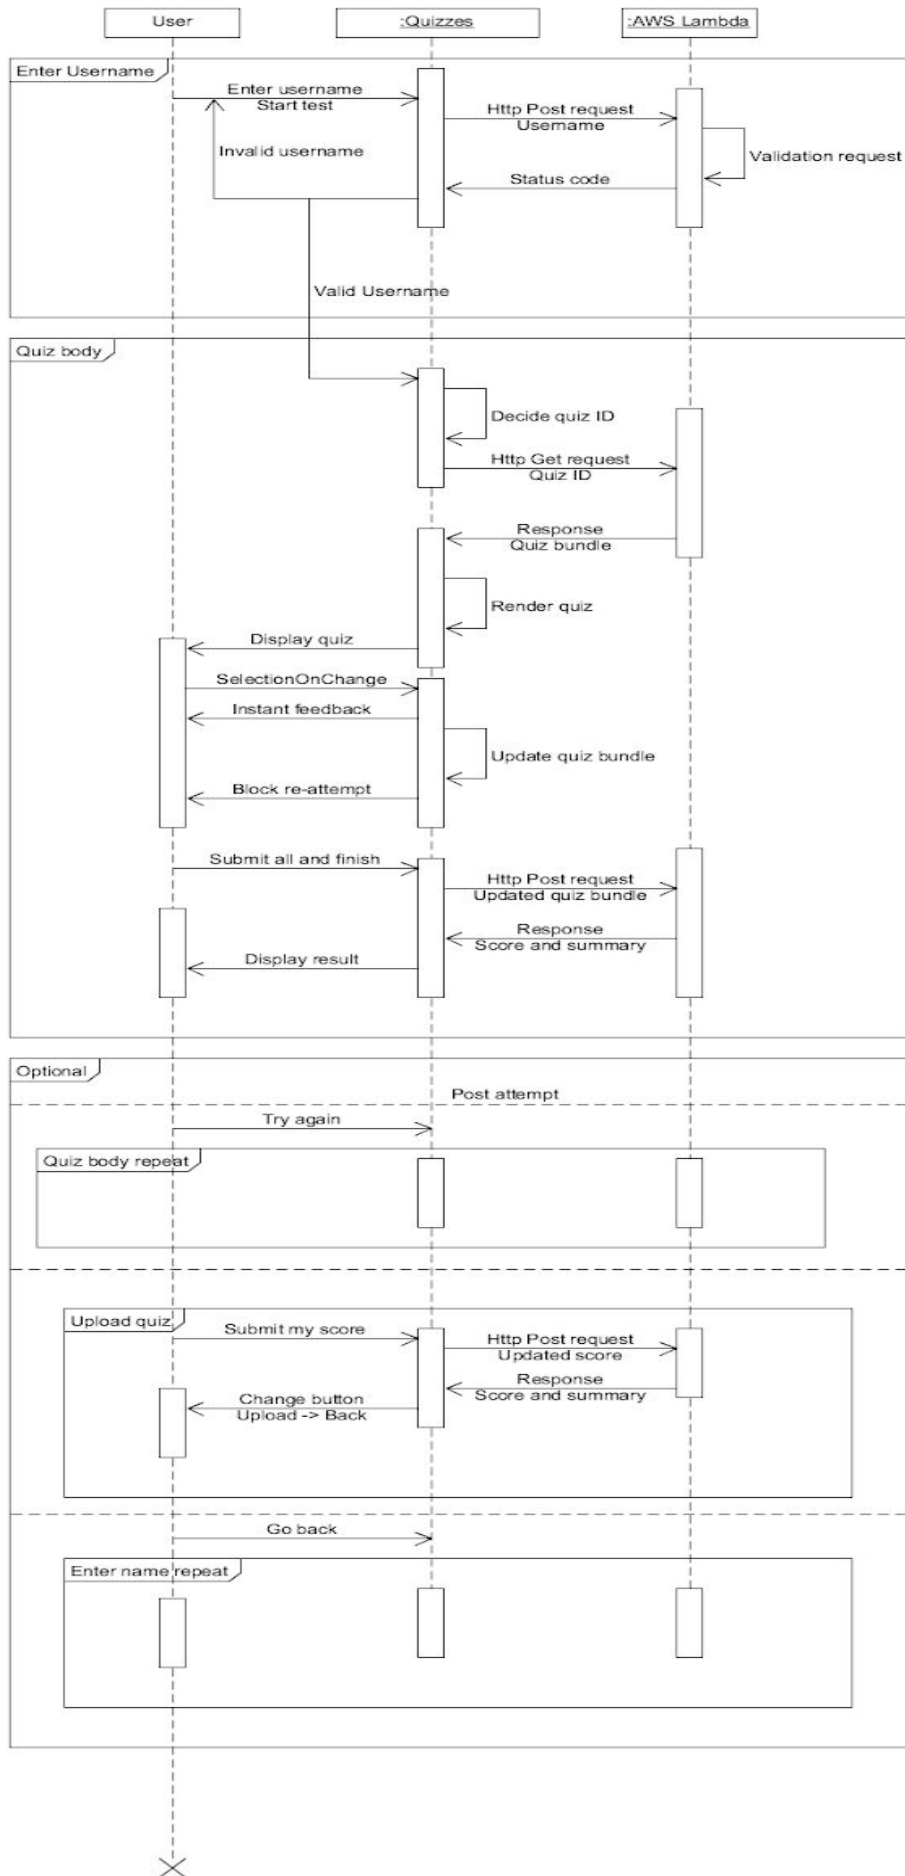 User
:Quizzes
:AWS Lambda
Enter Username
Enter username
Start test
Http Post request
Username
Invalid username
Validation request
Status code
Valid Username
Quiz body
Decide quiz ID
Http Get request
Quiz ID
Response
Quiz bundle
Render quiz
Display quiz
SelectionOnChange
Instant feedback
Update quiz bundle
Block re-attempt
Submit all and finish
Http Post request
Updated quiz bundle
Response
Score and summary
Display result
Optional
Post attempt
Try again
Quiz body repeat
Upload quiz
Submit my score
Http Post request
Updated score
Response
Score and summary
Change button
Upload -> Back
Go back
Enter name repeat